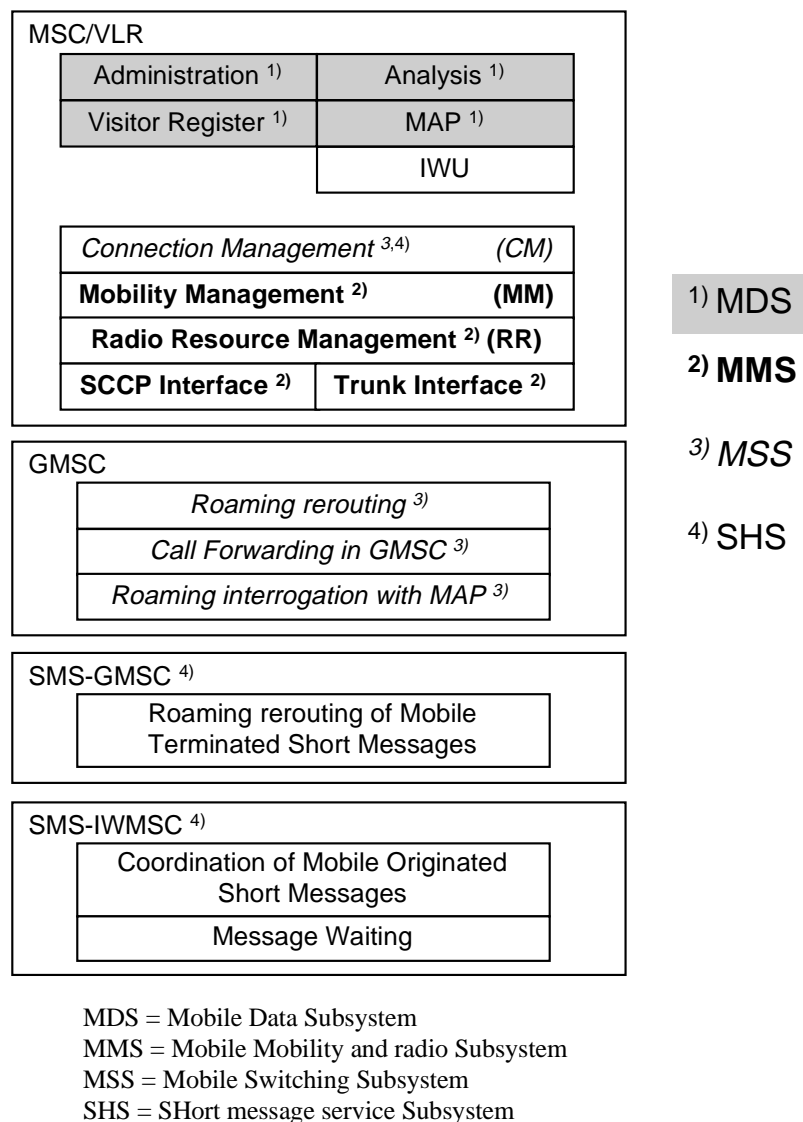 MSC/VLR
Administration 1) Analysis 1)
Visitor Register 1) MAP 1)
IWU
Connection Management 3,4) (CM)
Mobility Management 2) (MM)
Radio Resource Management 2) (RR)
SCCP Interface 2) Trunk Interface 2)
1) MDS
2) MMS
3) MSS
4) SHS
GMSC
Roaming rerouting 3)
Call Forwarding in GMSC 3)
Roaming interrogation with MAP 3)
SMS-GMSC 4)
Roaming rerouting of Mobile
Terminated Short Messages
SMS-IWMSC 4)
Coordination of Mobile Originated
Short Messages
Message Waiting
MDS = Mobile Data Subsystem
MMS = Mobile Mobility and radio Subsystem
MSS = Mobile Switching Subsystem
SHS = SHort message service Subsystem